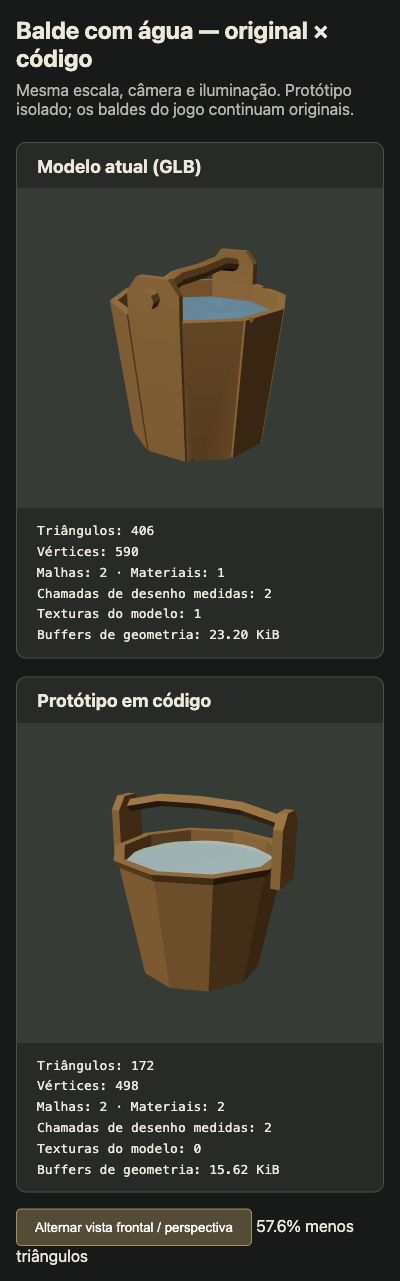 Balde com água — original ×
código
Mesma escala, câmera e iluminação. Protótipo
isolado; os baldes do jogo continuam originais.
Modelo atual (GLB)
Triângulos: 406
Vértices: 590
Malhas: 2 · Materiais: 1
Chamadas de desenho medidas: 2
Texturas do modelo: 1
Buffers de geometria: 23.20 KiB
Protótipo em código
Triângulos: 172
Vértices: 498
Malhas: 2 · Materiais: 2
Chamadas de desenho medidas: 2
Texturas do modelo: 0
Buffers de geometria: 15.62 KiB
Alternar vista frontal / perspectiva 57.6% menos
triângulos